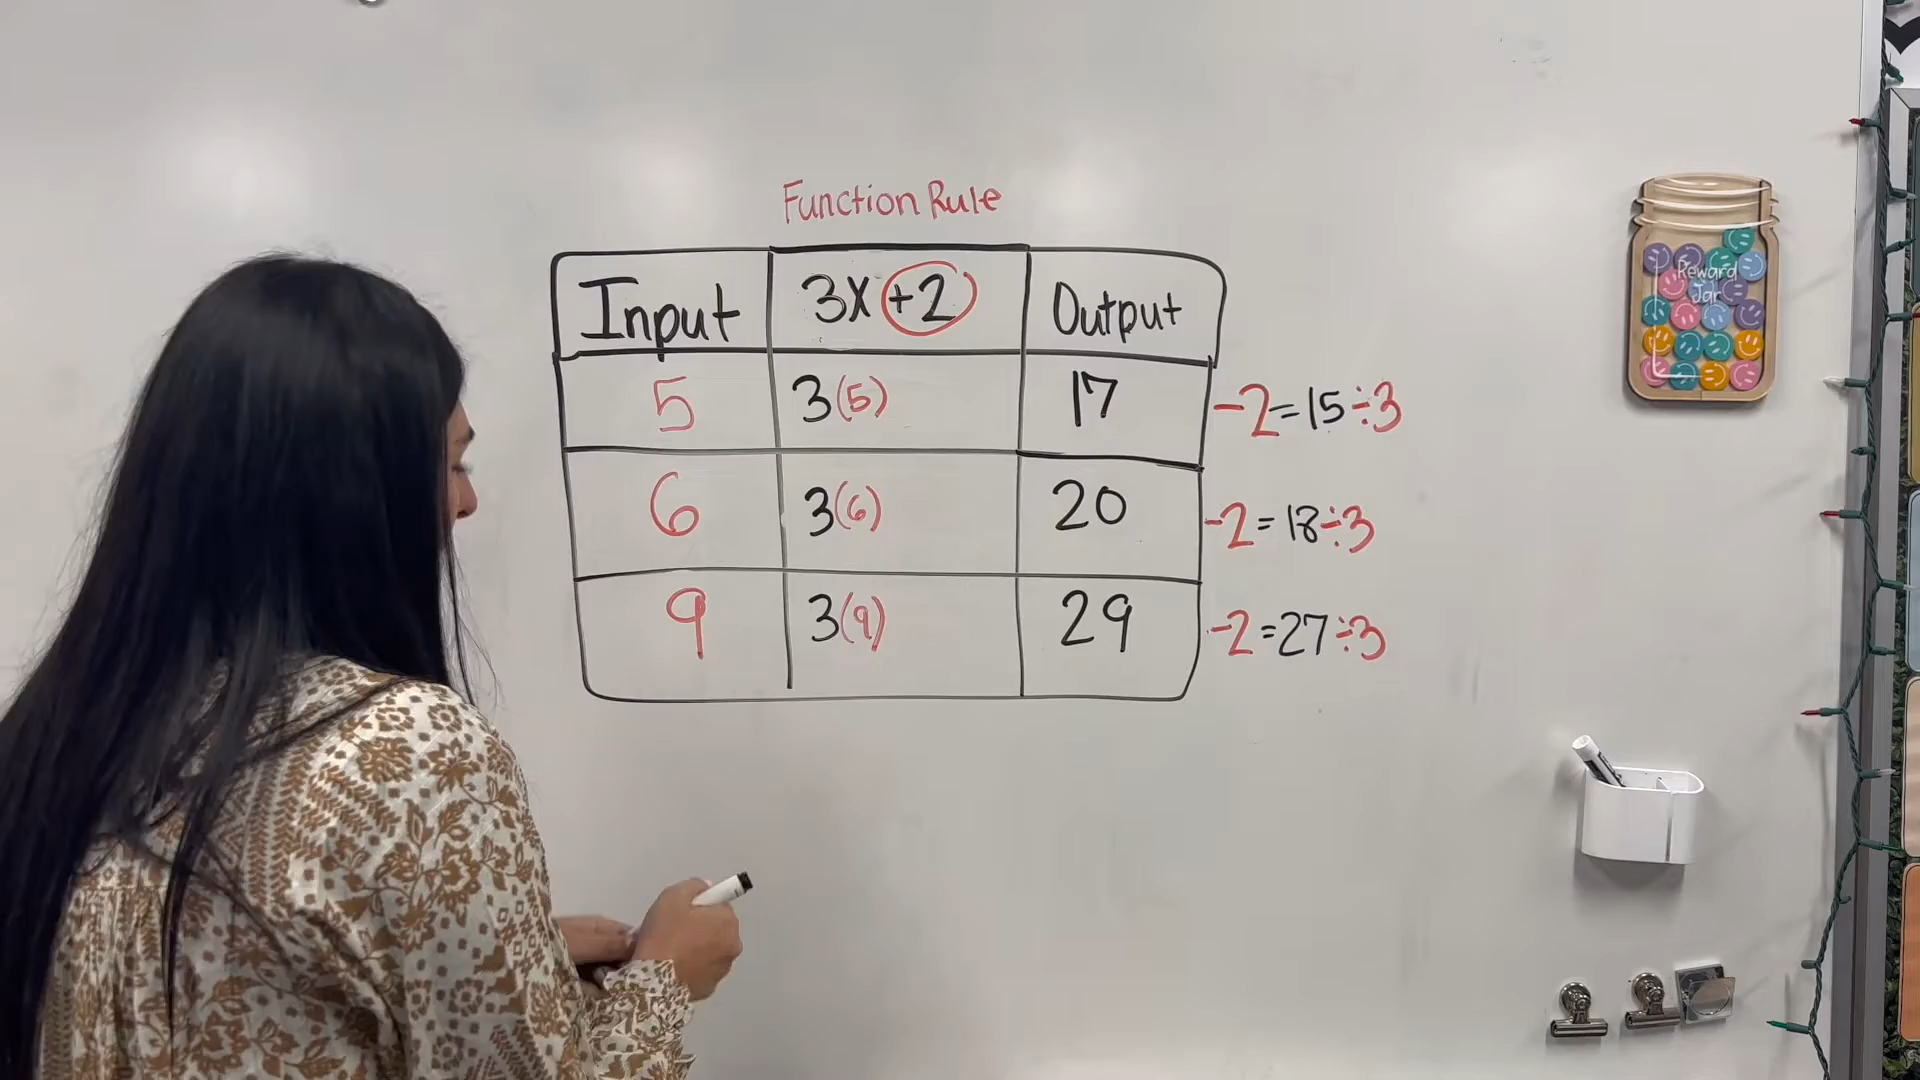 Function Rule
Input 3x+2 Output
5 3(5) 17 -2=15÷3
6 3(6) 20 -2=18÷3
9 3(9) 29 -2=27÷3
Reward
Jar